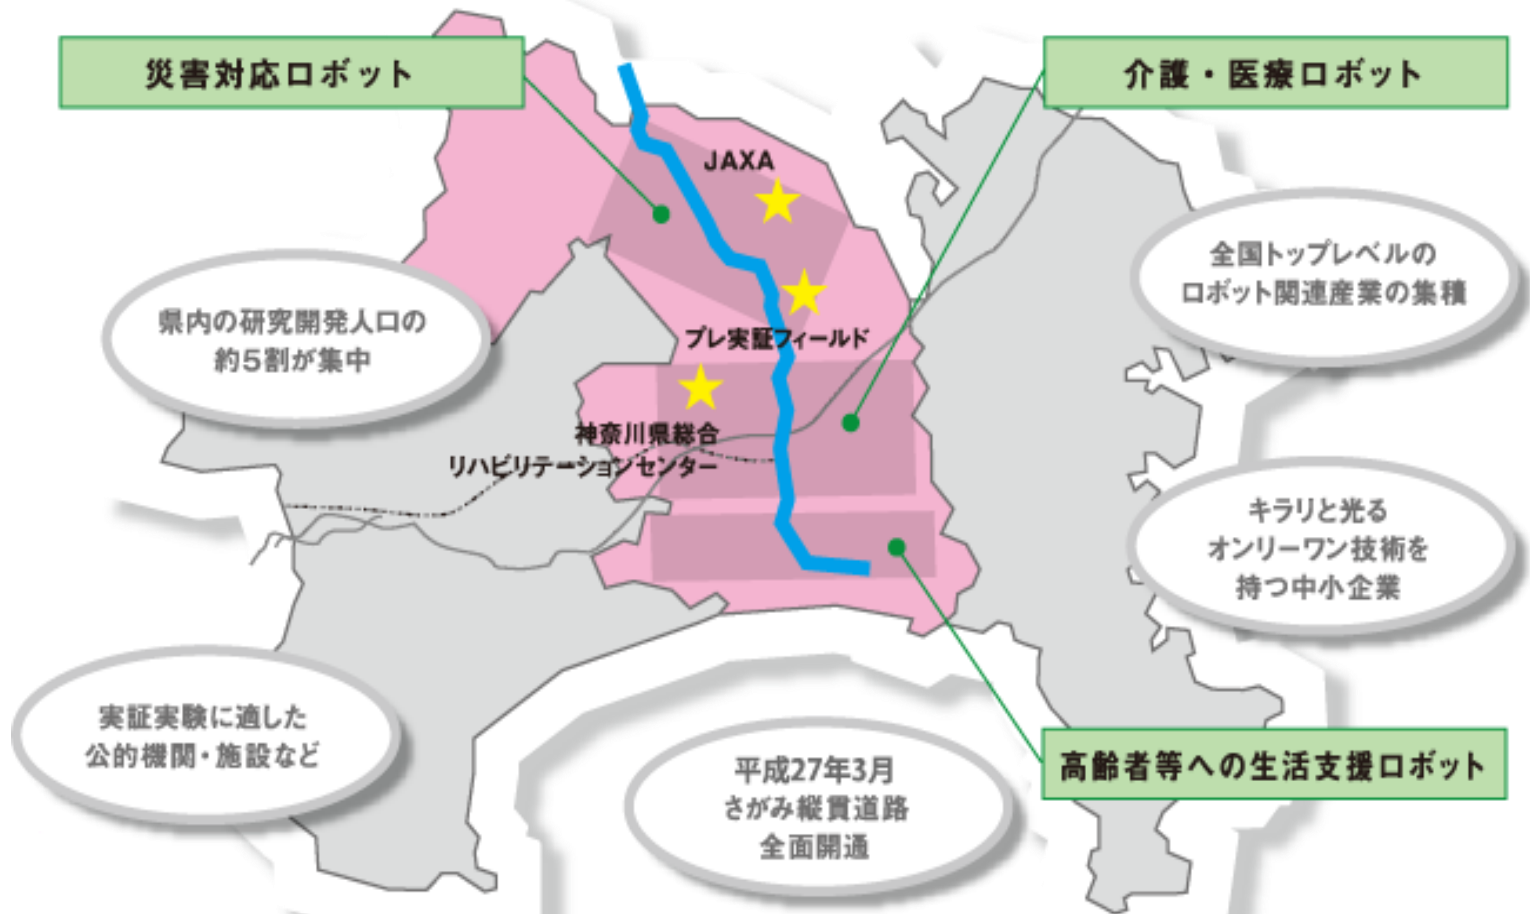 災害対応ロボット
介護・医療ロボット
JAXA
全国トップレベルの
ロボット関連産業の集積
県内の研究開発人口の
約5割が集中
プレ実証フィールド
神奈川県総合
リハビリテーションセンター
キラリと光る
オンリーワン技術を
持つ中小企業
実証実験に適した
公的機関・施設など
平成27年3月
さがみ縦貫道路
全面開通
高齢者等への生活支援ロボット